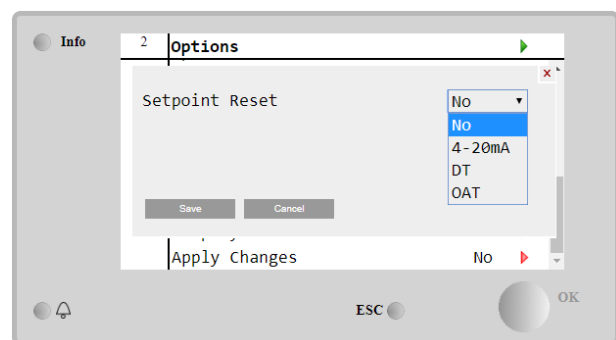 Info
2 Options
x
Setpoint Reset No
No
4-20mA
DT
OAT
Save Cancel
Apply Changes No
ESC OK